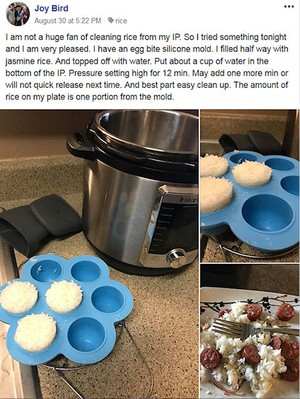 Joy Bird
August 30 at 5:22 PM rice
I am not a huge fan of cleaning rice from my IP. So I tried something tonight
and I am very pleased. I have an egg bite silicone mold. I filled half way with
jasmine rice. And topped off with water. Put about a cup of water in the
bottom of the IP. Pressure setting high for 12 min. May add one more min or
will not quick release next time. And best part easy clean up. The amount of
rice on my plate is one portion from the mold.